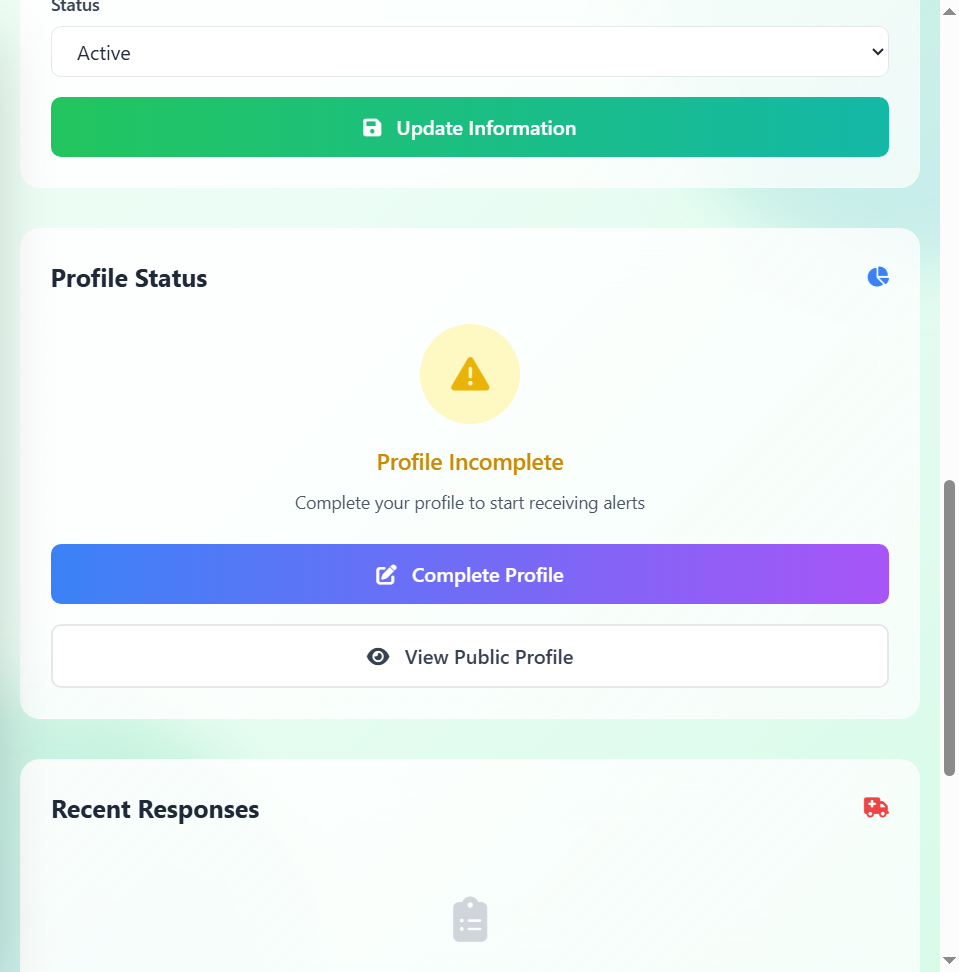 Status
Active
Update Information
Profile Status
Profile Incomplete
Complete your profile to start receiving alerts
Complete Profile
View Public Profile
Recent Responses